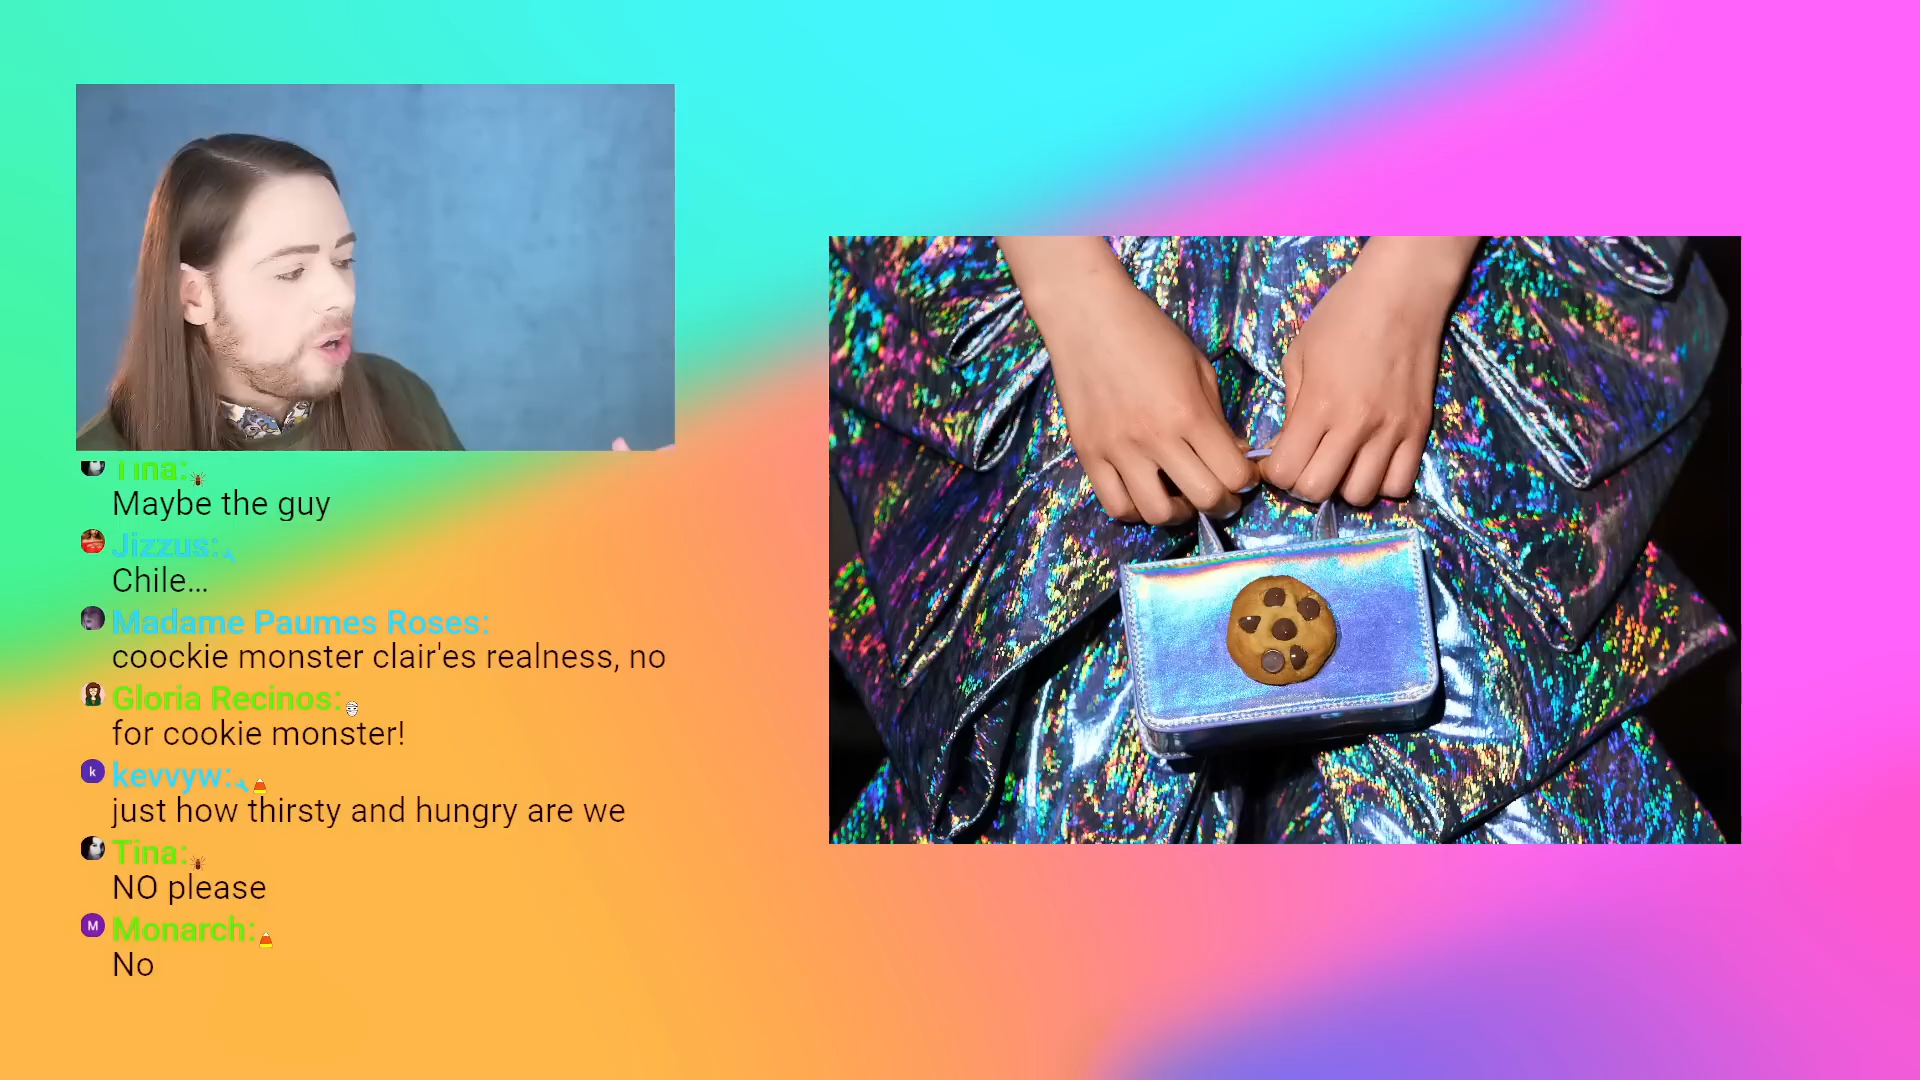 Tina:
Maybe the guy
Jizzus:
Chile...
Madame Paumes Roses:
coockie monster clair'es realness, no
Gloria Recinos:
for cookie monster!
k
kevvyw:
just how thirsty and hungry are we
Tina:
NO please
M
Monarch:
No